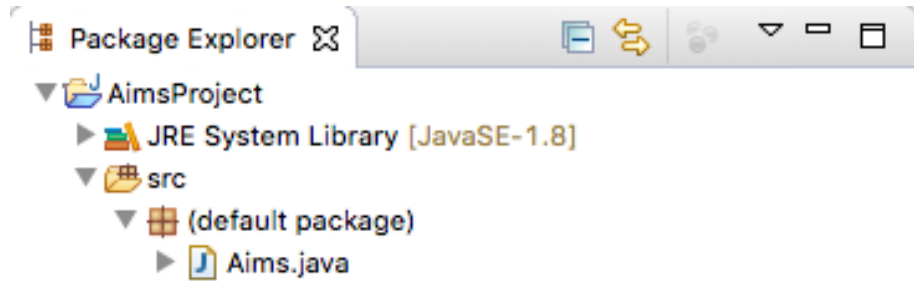 Package Explorer
AimsProject
JRE System Library [JavaSE-1.8]
src
(default package)
Aims.java